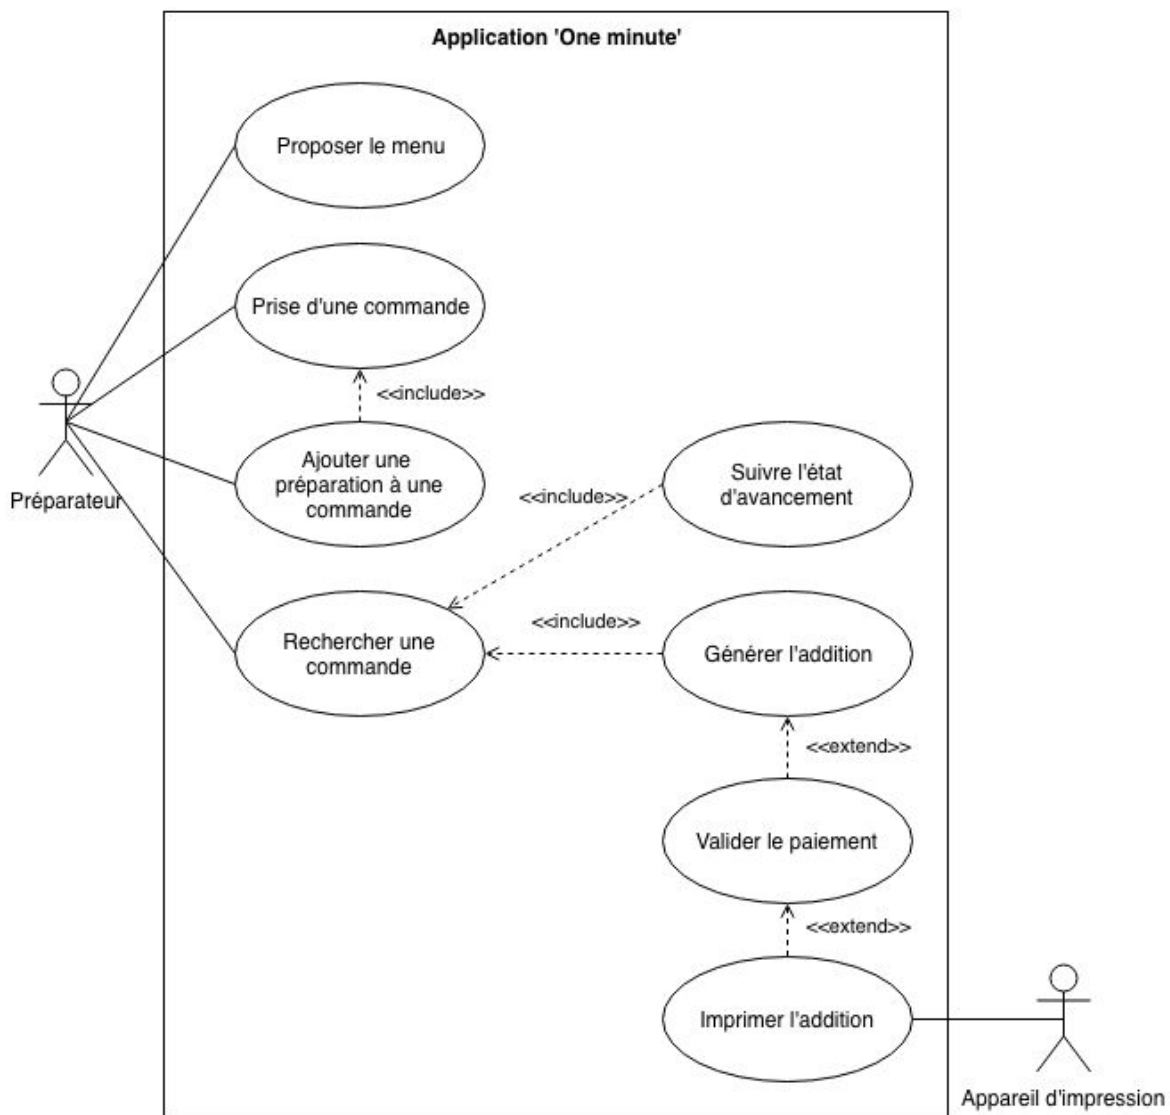 Application 'One minute'
Proposer le menu
Prise d'une commande
<<include>>
Ajouter une
préparation à une
commande
Préparateur
Suivre l'état
d'avancement
<<include>>
Rechercher une
commande
<<include>>
Générer l'addition
<<extend>>
Valider le paiement
<<extend>>
Imprimer l'addition
Appareil d'impression